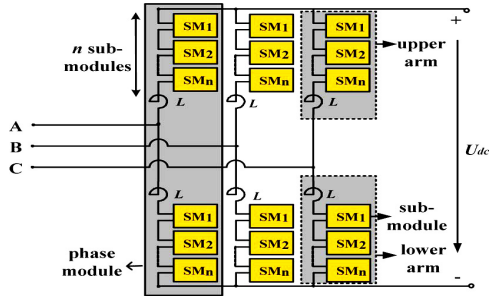 SM1 SM1 SM1 +
n sub-
modules
SM2 SM2 SM2
upper
arm
SMn SMn SMn
L L L
A
B
C
Udc
L L L
SM1 SM1 SM1
sub-
module
SM2 SM2 SM2
phase
module
lower
arm
SMn SMn SMn
-